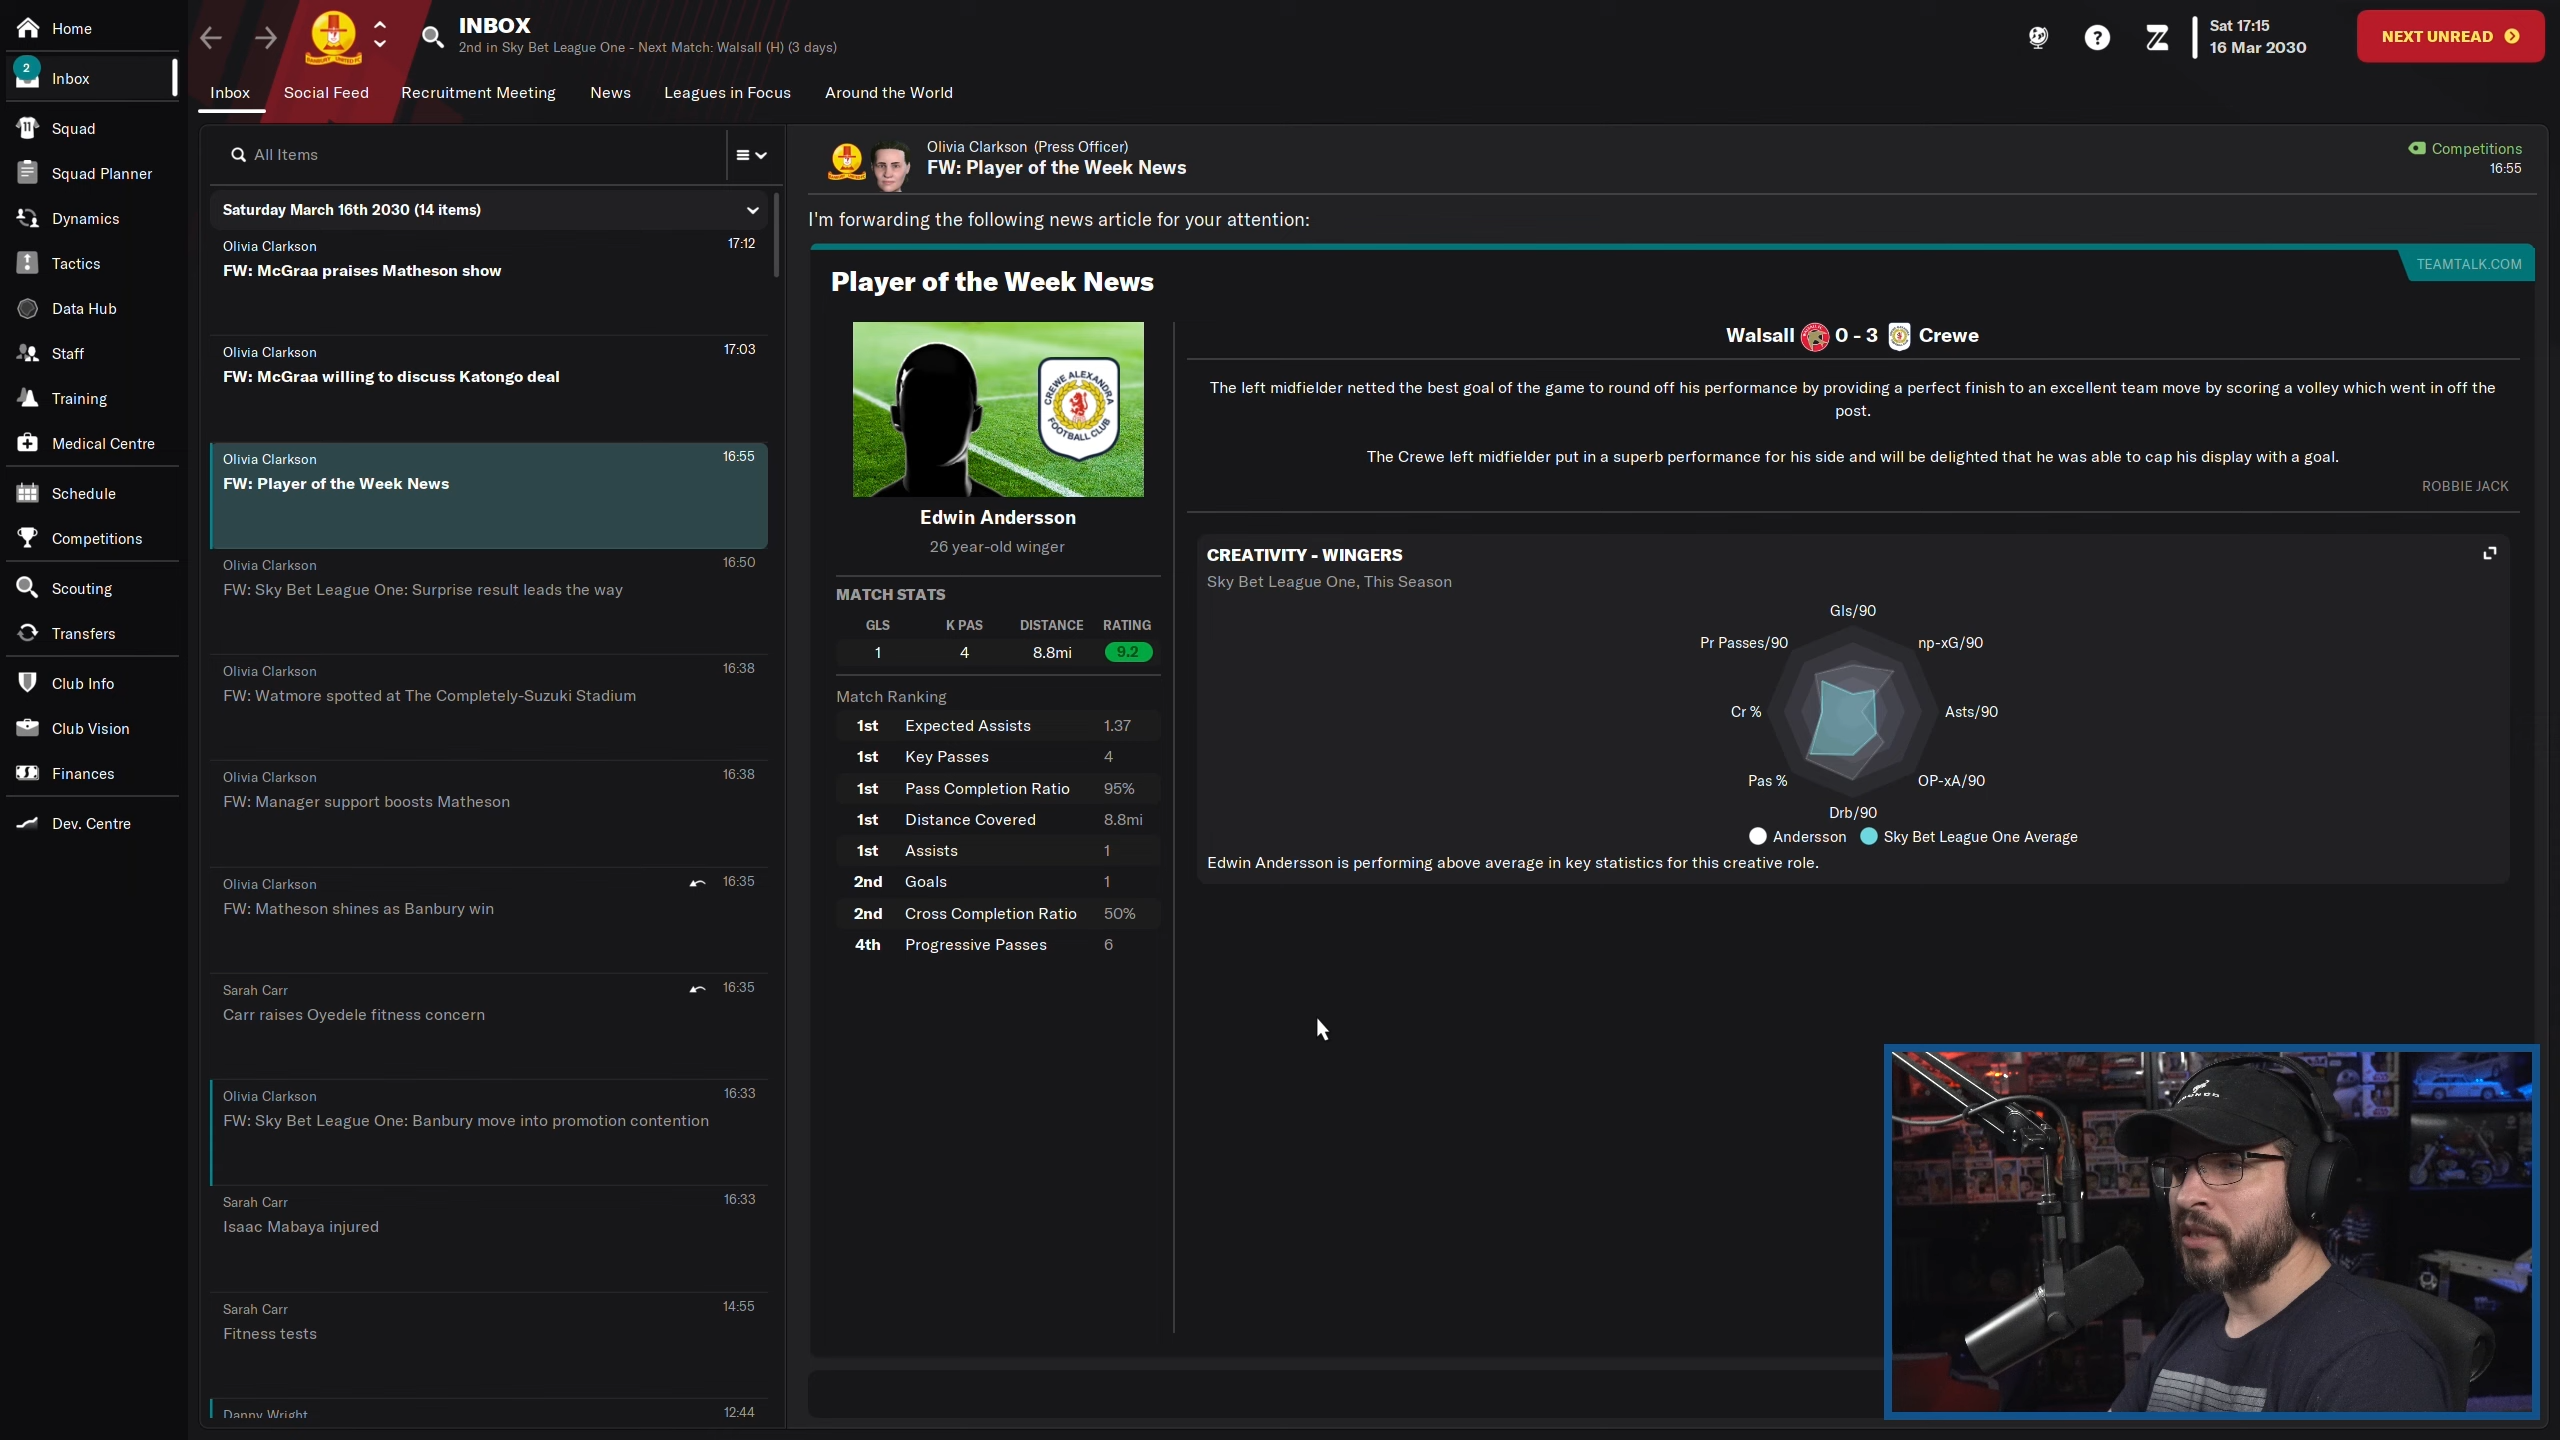 Home
2
Inbox
Squad
Squad Planner
Dynamics
Tactics
Data Hub
Staff
Training
Medical Centre
Schedule
Competitions
Scouting
Transfers
Club Info
Club Vision
Finances
Dev. Centre
INBOX
2nd in Sky Bet League One - Next Match: Walsall (H) (3 days)
Sat 17:15
16 Mar 2030
NEXT UNREAD
Inbox Social Feed Recruitment Meeting News Leagues in Focus Around the World
All Items
Saturday March 16th 2030 (14 items)
Olivia Clarkson 17:12
FW: McGraa praises Matheson show
Olivia Clarkson 17:03
FW: McGraa willing to discuss Katongo deal
Olivia Clarkson 16:55
FW: Player of the Week News
Olivia Clarkson 16:50
FW: Sky Bet League One: Surprise result leads the way
Olivia Clarkson 16:38
FW: Watmore spotted at The Completely-Suzuki Stadium
Olivia Clarkson 16:38
FW: Manager support boosts Matheson
Olivia Clarkson 16:35
FW: Matheson shines as Banbury win
Sarah Carr 16:35
Carr raises Oyedele fitness concern
Olivia Clarkson 16:33
FW: Sky Bet League One: Banbury move into promotion contention
Sarah Carr 16:33
Isaac Mabaya injured
Sarah Carr 14:55
Fitness tests
Danny Wright 12:44
Olivia Clarkson (Press Officer)
FW: Player of the Week News
Competitions
16:55
I'm forwarding the following news article for your attention:
TEAMTALK.COM
Player of the Week News
CREWE ALEXANDRA
FOOTBALL CLUB
Edwin Andersson
26 year-old winger
MATCH STATS
GLS K PAS DISTANCE RATING
1 4 8.8mi 9.2
Match Ranking
1st Expected Assists 1.37
1st Key Passes 4
1st Pass Completion Ratio 95%
1st Distance Covered 8.8mi
1st Assists 1
2nd Goals 1
2nd Cross Completion Ratio 50%
4th Progressive Passes 6
Walsall 0 - 3 Crewe
The left midfielder netted the best goal of the game to round off his performance by providing a perfect finish to an excellent team move by scoring a volley which went in off the
post.
The Crewe left midfielder put in a superb performance for his side and will be delighted that he was able to cap his display with a goal.
ROBBIE JACK
CREATIVITY - WINGERS
Sky Bet League One, This Season
Gls/90
Pr Passes/90 np-xG/90
Cr % Asts/90
Pas % OP-xA/90
Drb/90
Andersson Sky Bet League One Average
Edwin Andersson is performing above average in key statistics for this creative role.